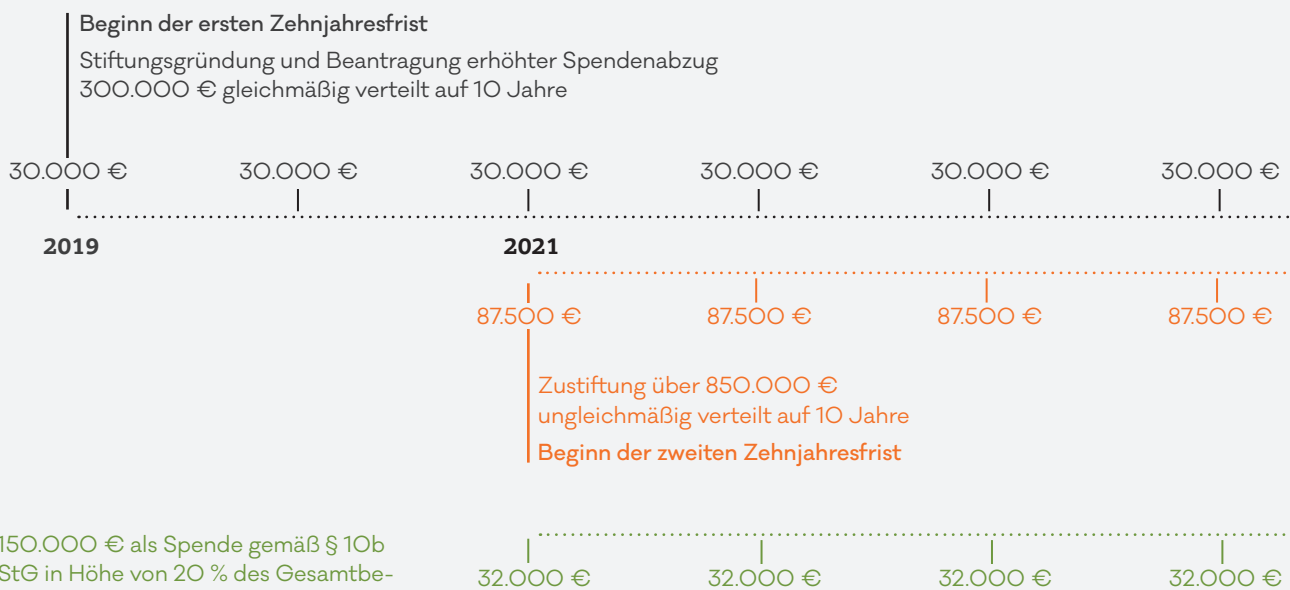 Beginn der ersten Zehnjahresfrist
Stiftungsgründung und Beantragung erhöhter Spendenabzug
300.000 € gleichmäßig verteilt auf 10 Jahre
30.000 € 30.000 € 30.000 € 30.000 € 30.000 € 30.000 €
2019 2021
87.500 € 87.500 € 87.500 € 87.500 €
Zustiftung über 850.000 €
ungleichmäßig verteilt auf 10 Jahre
Beginn der zweiten Zehnjahresfrist
150.000 € als Spende gemäß § 10b
StG in Höhe von 20 % des Gesamtbe-
32.000 € 32.000 € 32.000 € 32.000 €